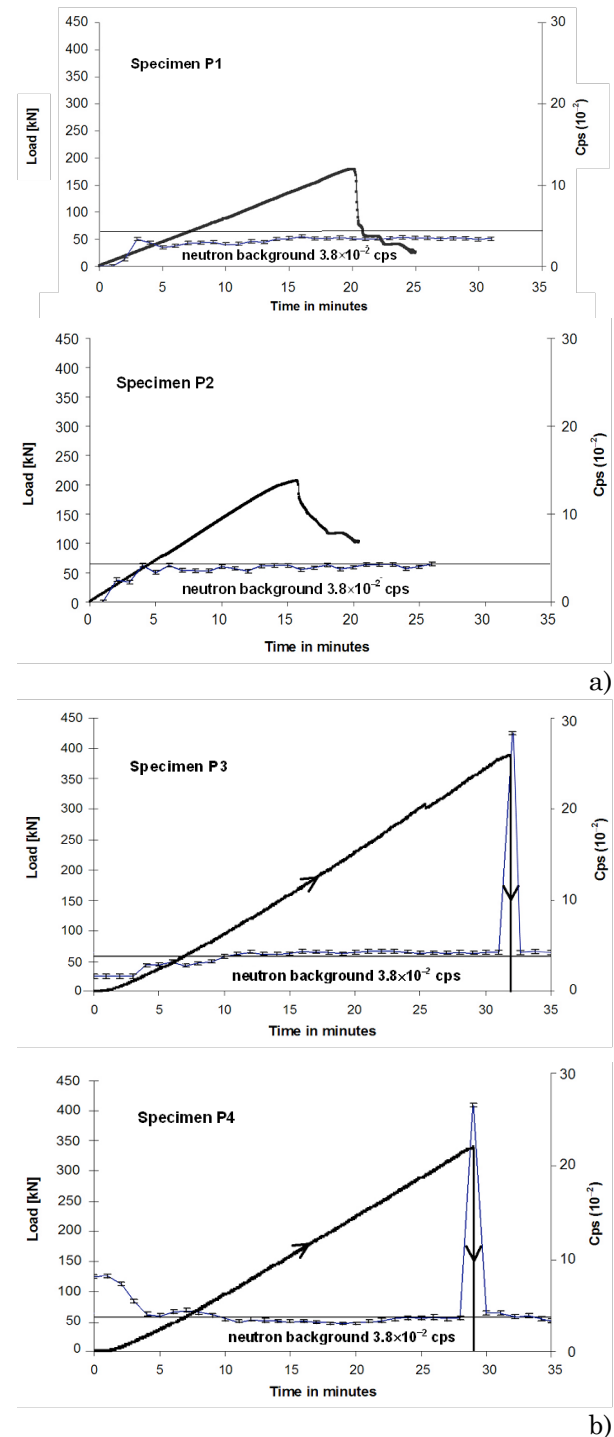 Specimen P1
Load [kN]
450
400
350
300
250
200
150
100
50
0
30
20
10
0
Cps (10⁻²)
neutron background 3.8×10⁻² cps
0 5 10 15 20 25 30 35
Time in minutes
Specimen P2
Load [kN]
450
400
350
300
250
200
150
100
50
0
30
20
10
0
Cps (10⁻²)
neutron background 3.8×10⁻² cps
0 5 10 15 20 25 30 35
Time in minutes
a)
Specimen P3
Load [kN]
450
400
350
300
250
200
150
100
50
0
30
20
10
0
Cps (10⁻²)
neutron background 3.8×10⁻² cps
0 5 10 15 20 25 30 35
Time in minutes
Specimen P4
Load [kN]
450
400
350
300
250
200
150
100
50
0
30
20
10
0
Cps (10⁻²)
neutron background 3.8×10⁻² cps
0 5 10 15 20 25 30 35
Time in minutes
b)